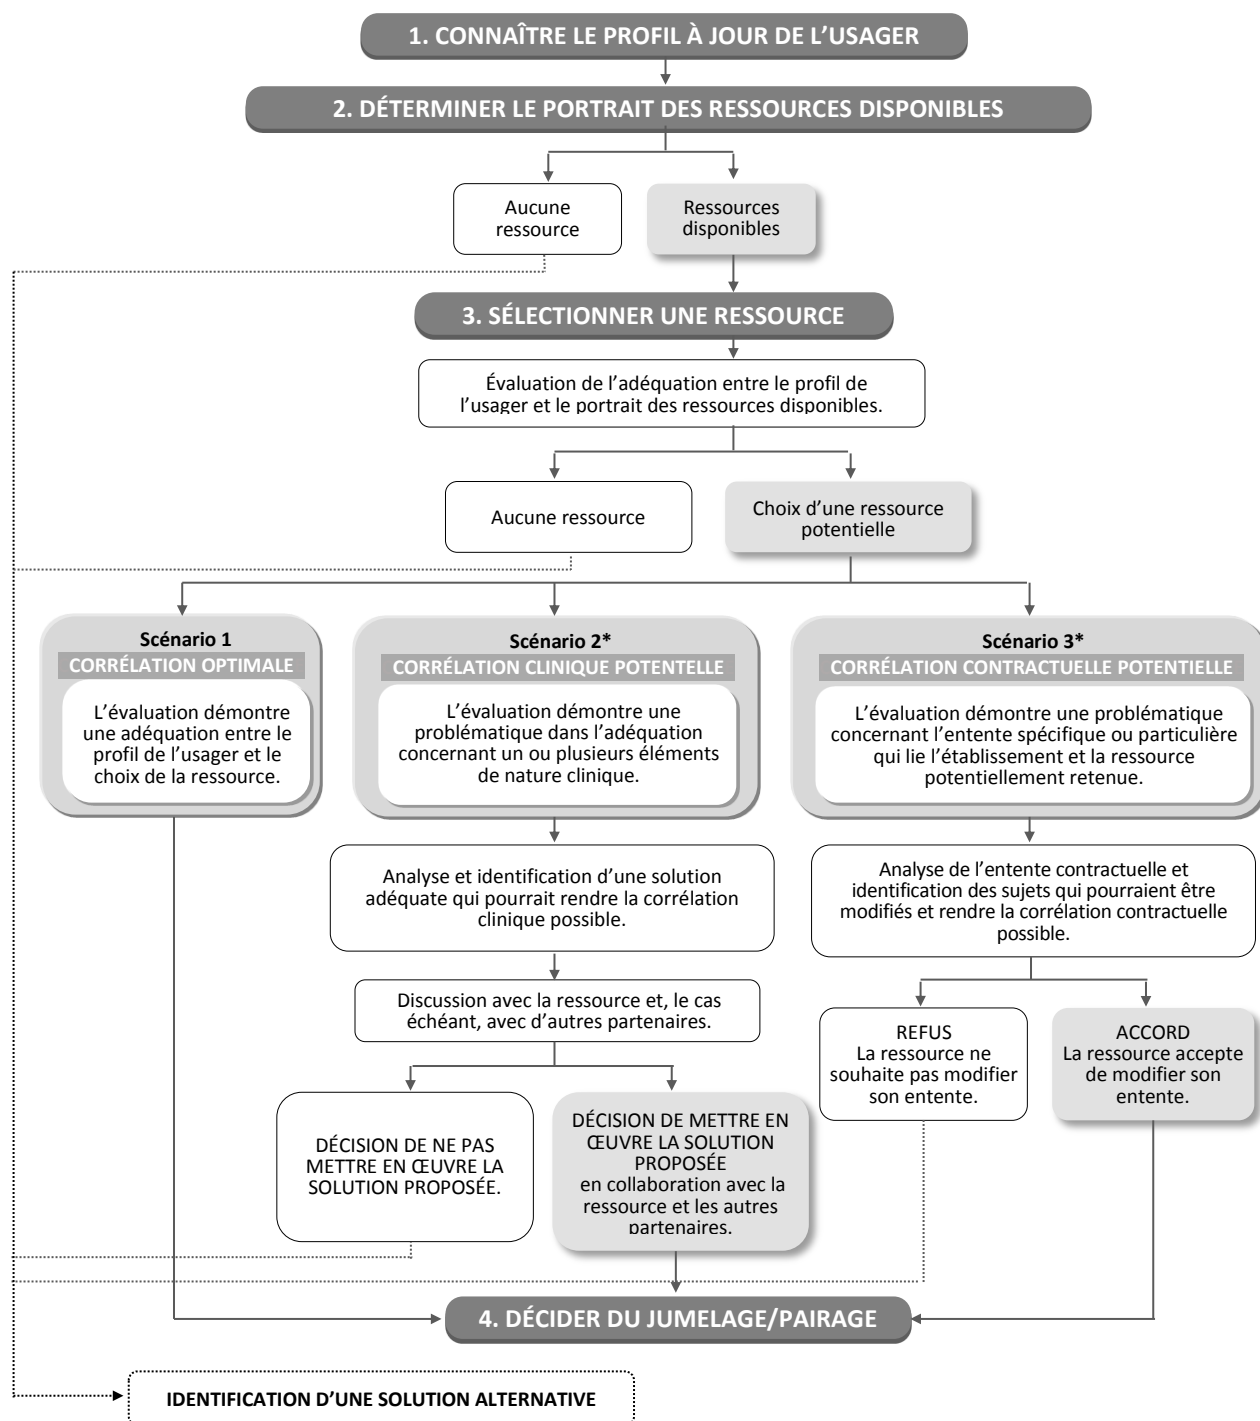 1. CONNAÎTRE LE PROFIL À JOUR DE L'USAGER
2. DÉTERMINER LE PORTRAIT DES RESSOURCES DISPONIBLES
Aucune
ressource
Ressources
disponibles
3. SÉLECTIONNER UNE RESSOURCE
Évaluation de l'adéquation entre le profil de
l'usager et le portrait des ressources disponibles.
Aucune ressource
Choix d'une ressource
potentielle
Scénario 1
CORRÉLATION OPTIMALE
L'évaluation démontre
une adéquation entre le
profil de l'usager et le
choix de la ressource.
Scénario 2*
CORRÉLATION CLINIQUE POTENTELLE
L'évaluation démontre une
problématique dans l'adéquation
concernant un ou plusieurs éléments
de nature clinique.
Scénario 3*
CORRÉLATION CONTRACTUELLE POTENTIELLE
L'évaluation démontre une problématique
concernant l'entente spécifique ou particulière
qui lie l'établissement et la ressource
potentiellement retenue.
Analyse et identification d'une solution
adéquate qui pourrait rendre la corrélation
clinique possible.
Analyse de l'entente contractuelle et
identification des sujets qui pourraient être
modifiés et rendre la corrélation contractuelle
possible.
Discussion avec la ressource et, le cas
échéant, avec d'autres partenaires.
REFUS
La ressource ne
souhaite pas modifier
son entente.
ACCORD
La ressource accepte
de modifier son
entente.
DÉCISION DE NE PAS
METTRE EN ŒUVRE LA
SOLUTION PROPOSÉE.
DÉCISION DE METTRE EN
ŒUVRE LA SOLUTION
PROPOSÉE
en collaboration avec la
ressource et les autres
partenaires.
4. DÉCIDER DU JUMELAGE/PAIRAGE
IDENTIFICATION D'UNE SOLUTION ALTERNATIVE